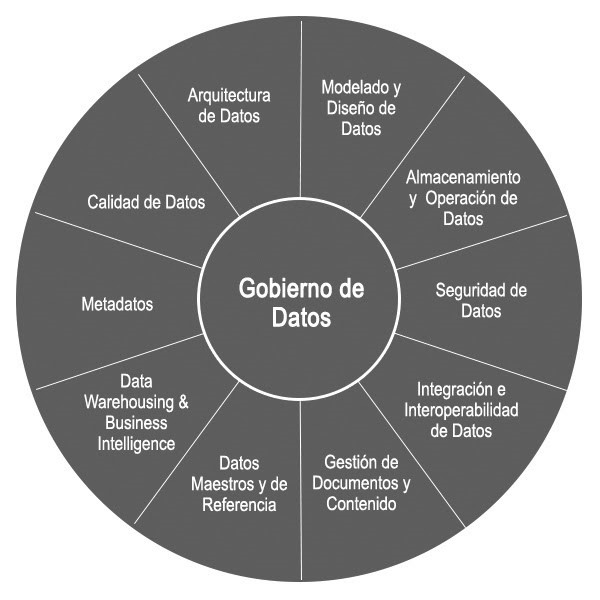 Arquitectura
de Datos
Modelado y
Diseño de
Datos
Almacenamiento
y Operación de
Datos
Seguridad de
Datos
Integración e
Interoperabilidad
de Datos
Gestión de
Documentos y
Contenido
Datos
Maestros y de
Referencia
Data
Warehousing &
Business
Intelligence
Metadatos
Calidad de Datos
Gobierno de
Datos